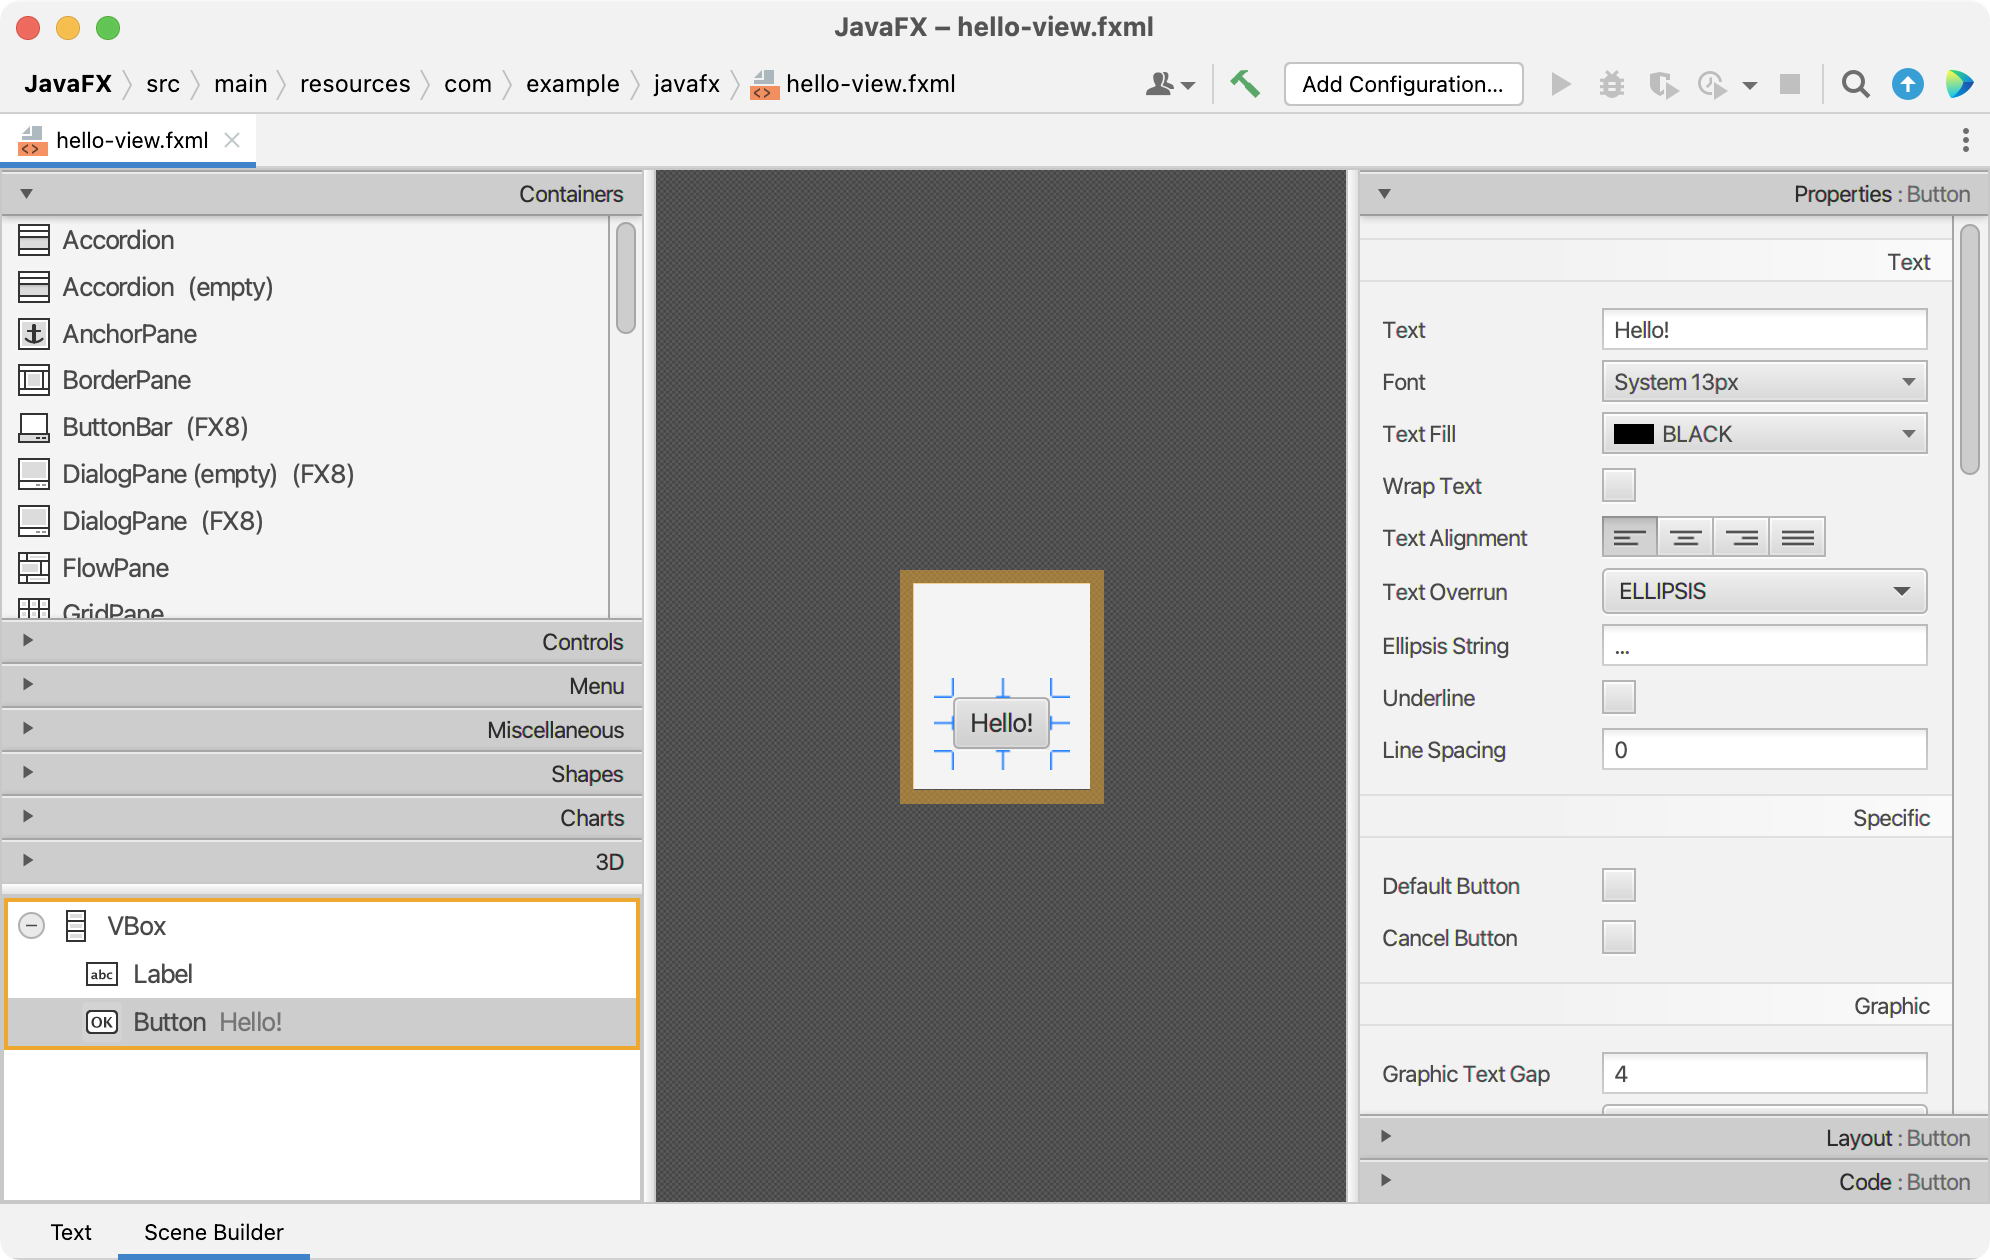 JavaFX – hello-view.fxml
JavaFX src main resources com example javafx hello-view.fxml
Add Configuration...
hello-view.fxml
Containers
Accordion
Accordion (empty)
AnchorPane
BorderPane
ButtonBar (FX8)
DialogPane (empty) (FX8)
DialogPane (FX8)
FlowPane
GridPane
Controls
Menu
Miscellaneous
Shapes
Charts
3D
VBox
abc Label
OK Button Hello!
Hello!
Properties : Button
Text
Text Hello!
Font System 13px
Text Fill BLACK
Wrap Text
Text Alignment
Text Overrun ELLIPSIS
Ellipsis String ...
Underline
Line Spacing 0
Specific
Default Button
Cancel Button
Graphic
Graphic Text Gap 4
Layout : Button
Code : Button
Text Scene Builder